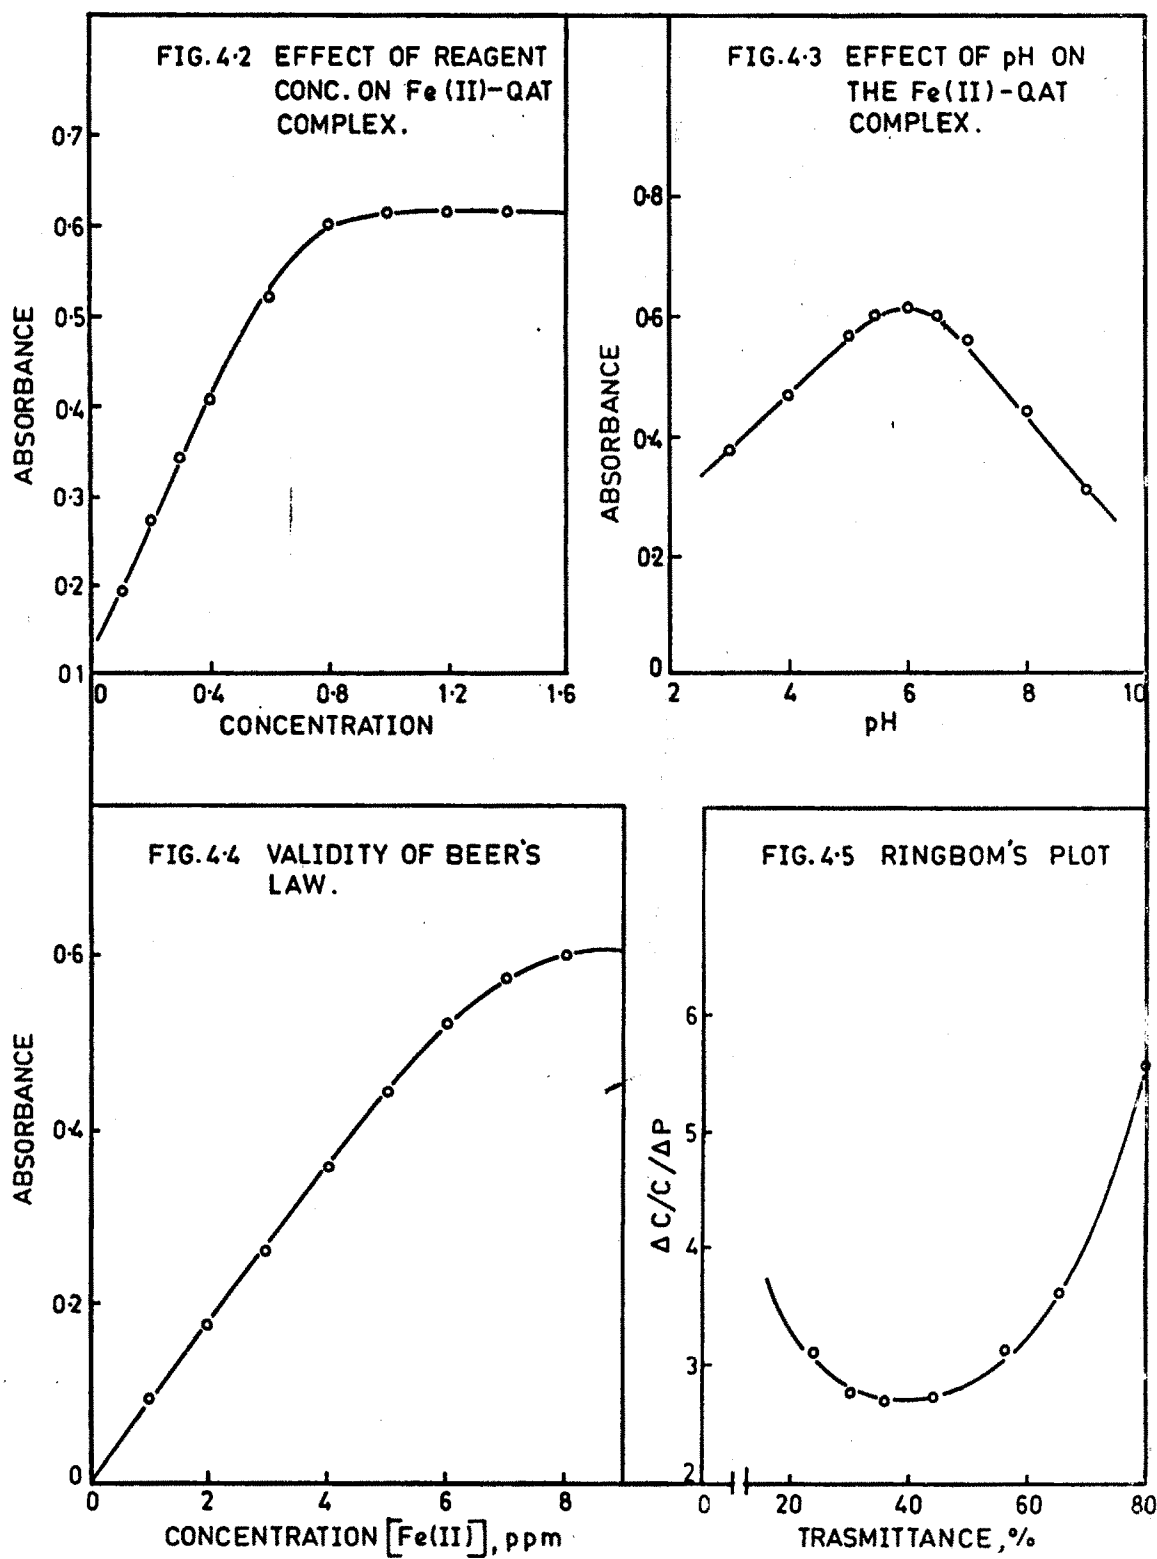 FIG. 4·2 EFFECT OF REAGENT
CONC. ON Fe (II)-QAT
COMPLEX.
0·7
0·6
0·5
0·4
0·3
0·2
01
ABSORBANCE
0 0·4 0·8 1·2 1·6
CONCENTRATION
FIG. 4·3 EFFECT OF pH ON
THE Fe(II)-QAT
COMPLEX.
0·8
0·6
0·4
0·2
0
ABSORBANCE
2 4 6 8 10
pH
FIG. 4·4 VALIDITY OF BEER'S
LAW.
0·6
0·4
0·2
0
ABSORBANCE
0 2 4 6 8
CONCENTRATION [Fe(II)], ppm
FIG. 4·5 RINGBOM'S PLOT
6
5
4
3
2
ΔC/C/ΔP
0 20 40 60 80
TRASMITTANCE, %